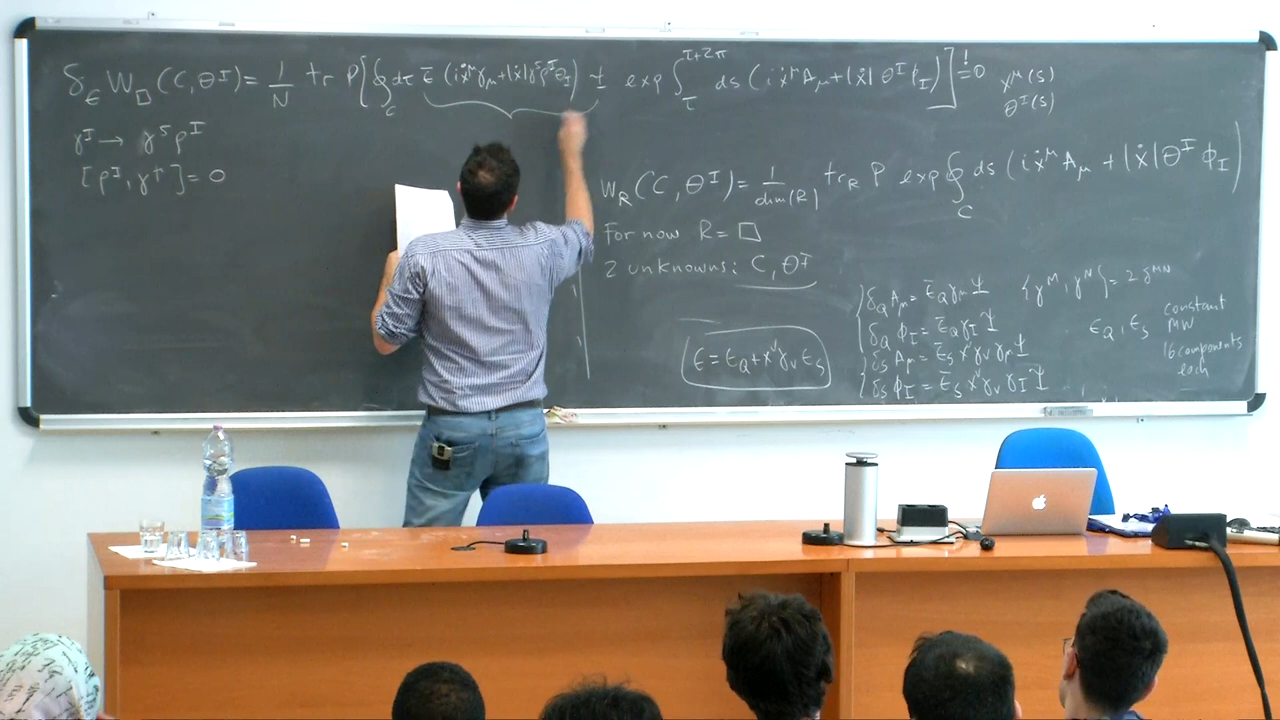 δ_ϵ W_□ (C, θ^I) = 1/N tr P[∮_C dτ ε̄ (i ẋ^μ γ_μ + |ẋ| γ^5 ρ^I θ_I) Ψ exp ∫_τ^{τ+2π} ds (i ẋ^μ A_μ + |ẋ| θ^I ϕ_I)] =! 0
x^μ(s)
θ^I(s)
γ^I → γ^5 ρ^I
[ρ^I, γ^μ] = 0
W_R (C, θ^I) = 1/dim(R) tr_R P exp ∮_C ds (i ẋ^μ A_μ + |ẋ| θ^I ϕ_I)
For now R = □
2 unknowns: C, θ^I
ϵ = ϵ_Q + x^ν γ_ν ϵ_S
δ_Q A_μ = ε̄_Q γ_μ Ψ
δ_Q ϕ_I = ε̄_Q γ_I Ψ
δ_S A_μ = ε̄_S x^ν γ_ν γ_μ Ψ
δ_S ϕ_I = ε̄_S x^ν γ_ν γ_I Ψ
{γ^M, γ^N} = 2 δ^{MN}
ϵ_Q, ϵ_S
constant
MW
16 components
each